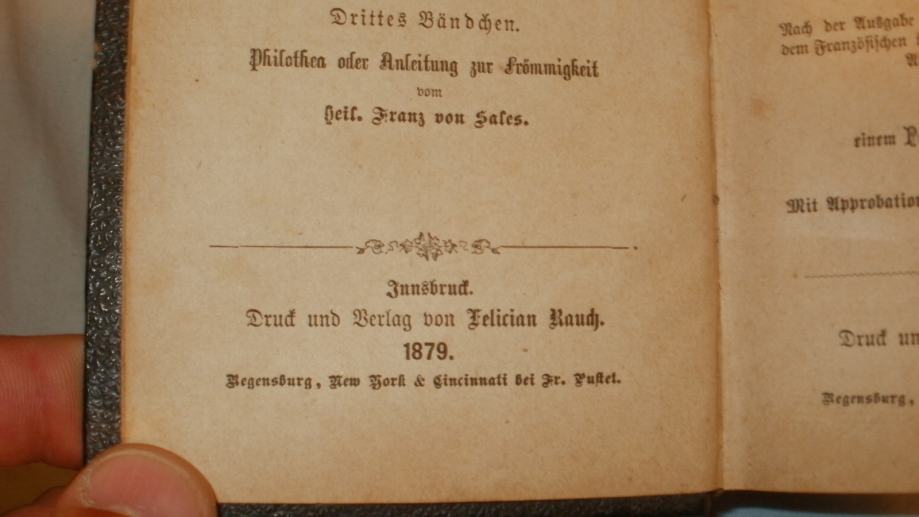 Drittes Bändchen.
Philothea oder Anleitung zur Frömmigkeit
vom
Heil. Franz von Sales.
Innsbruck.
Druck und Verlag von Felician Rauch.
1879.
Regensburg, New York & Cincinnati bei Fr. Pustet.
Nach der Ausgabe
dem Französischen
einem
Mit Approbation
Druck un
Regensburg,